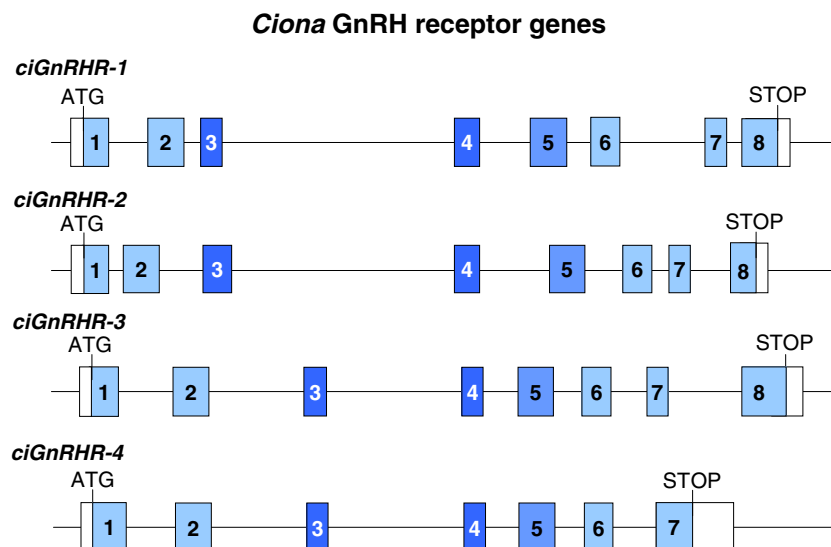 Ciona GnRH receptor genes
ciGnRHR-1
ATG STOP
1 2 3 4 5 6 7 8
ciGnRHR-2
ATG STOP
1 2 3 4 5 6 7 8
ciGnRHR-3
ATG STOP
1 2 3 4 5 6 7 8
ciGnRHR-4
ATG STOP
1 2 3 4 5 6 7